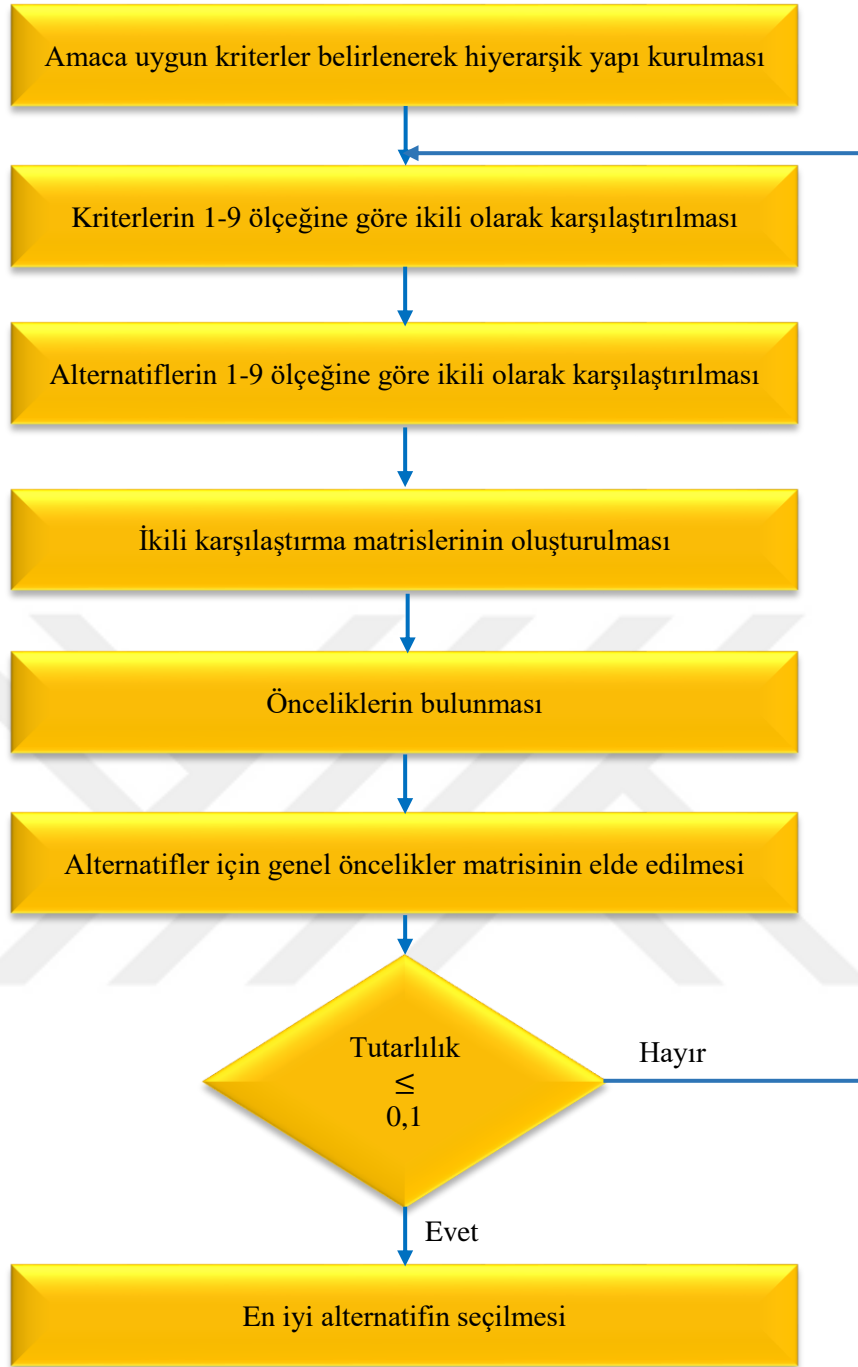 Amaca uygun kriterler belirlenerek hiyerarşik yapı kurulması
Kriterlerin 1-9 ölçeğine göre ikili olarak karşılaştırılması
Alternatiflerin 1-9 ölçeğine göre ikili olarak karşılaştırılması
İkili karşılaştırma matrislerinin oluşturulması
Önceliklerin bulunması
Alternatifler için genel öncelikler matrisinin elde edilmesi
Tutarlılık
≤
0,1
Hayır
Evet
En iyi alternatifin seçilmesi